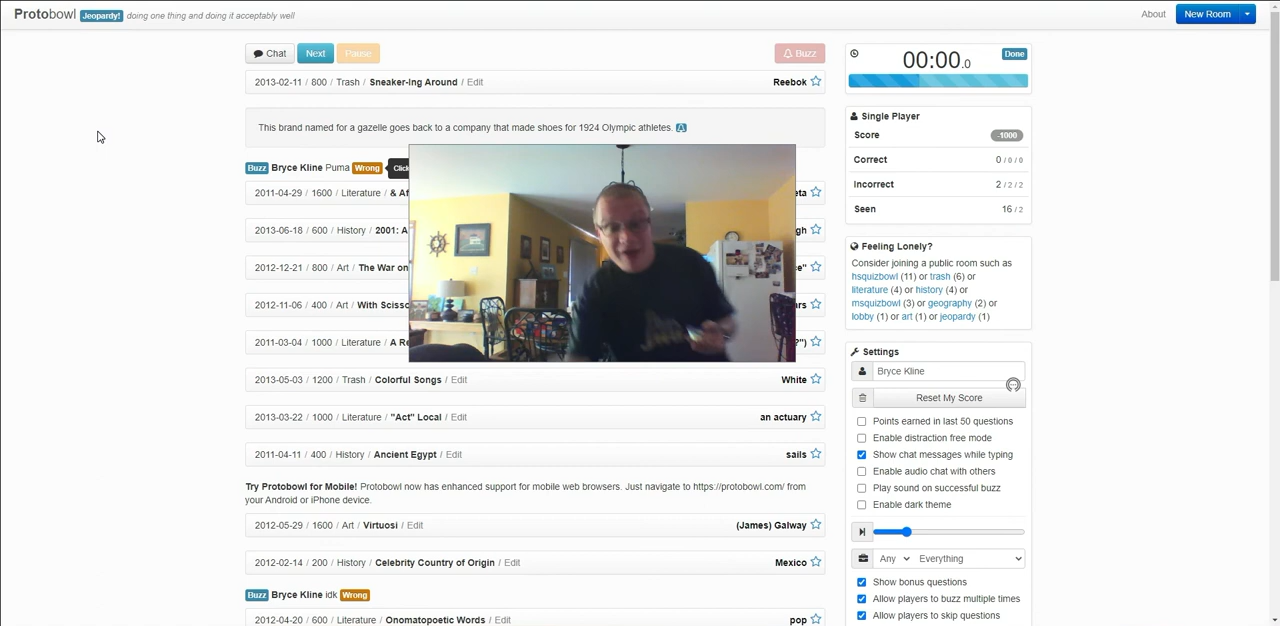 Protobowl Jeopardy! doing one thing and doing it acceptably well
About New Room
Chat Next Pause Buzz
2013-02-11 / 800 / Trash / Sneaker-ing Around / Edit Reebok
This brand named for a gazelle goes back to a company that made shoes for 1924 Olympic athletes.
Buzz Bryce Kline Puma Wrong
2011-04-29 / 1600 / Literature /
2013-06-18 / 600 / History /
2012-12-21 / 800 / Art / The War on
2012-11-06 / 400 / Art / With
2011-03-04 / 1000 / Literature /
2013-05-03 / 1200 / Trash / Colorful Songs / Edit White
2013-03-22 / 1000 / Literature / "Act" Local / Edit an actuary
2011-04-11 / 400 / History / Ancient Egypt / Edit sails
Try Protobowl for Mobile! Protobowl now has enhanced support for mobile web browsers. Just navigate to https://protobowl.com/ from
your Android or iPhone device.
2012-05-29 / 1600 / Art / Virtuosi / Edit (James) Galway
2012-02-14 / 200 / History / Celebrity Country of Origin / Edit Mexico
Buzz Bryce Kline idk Wrong
2012-04-20 / 600 / Literature / Onomatopoetic Words / Edit pop
00:00.0 Done
Single Player
Score -1000
Correct 0 / 0 / 0
Incorrect 2 / 2 / 2
Seen 16 / 2
Feeling Lonely?
Consider joining a public room such as
hsquizbowl (11) or trash (6) or
literature (4) or history (4) or
msquizbowl (3) or geography (2) or
lobby (1) or art (1) or jeopardy (1)
Settings
Bryce Kline
Reset My Score
Points earned in last 50 questions
Enable distraction free mode
Show chat messages while typing
Enable audio chat with others
Play sound on successful buzz
Enable dark theme
Any Everything
Show bonus questions
Allow players to buzz multiple times
Allow players to skip questions